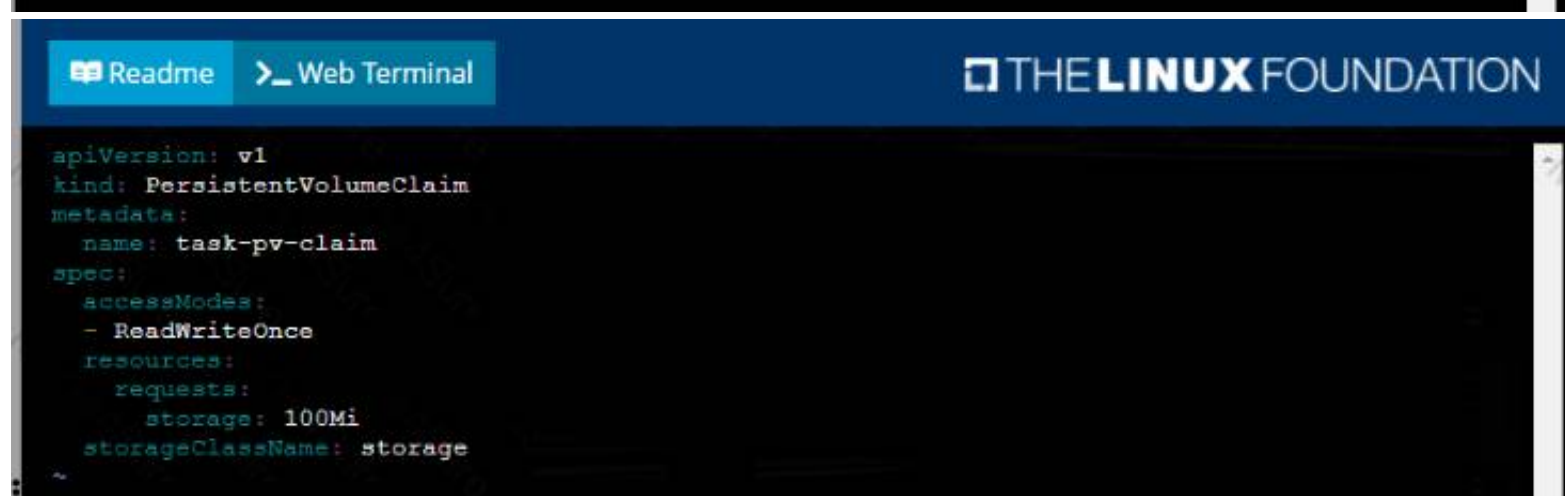 Readme >_ Web Terminal THE LINUX FOUNDATION
apiVersion: v1
kind: PersistentVolumeClaim
metadata:
  name: task-pv-claim
spec:
  accessModes:
  - ReadWriteOnce
  resources:
    requests:
      storage: 100Mi
  storageClassName: storage
~